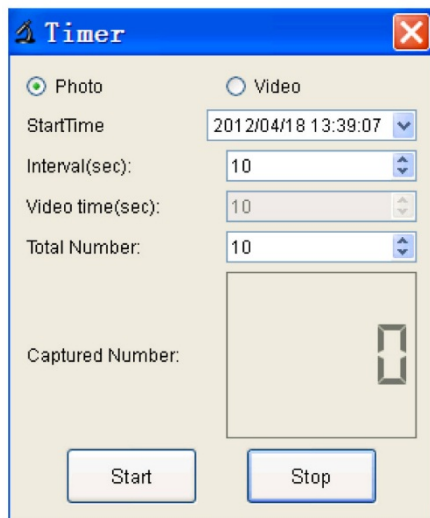 Timer
Photo Video
StartTime 2012/04/18 13:39:07
Interval(sec): 10
Video time(sec): 10
Total Number: 10
Captured Number: 0
Start Stop